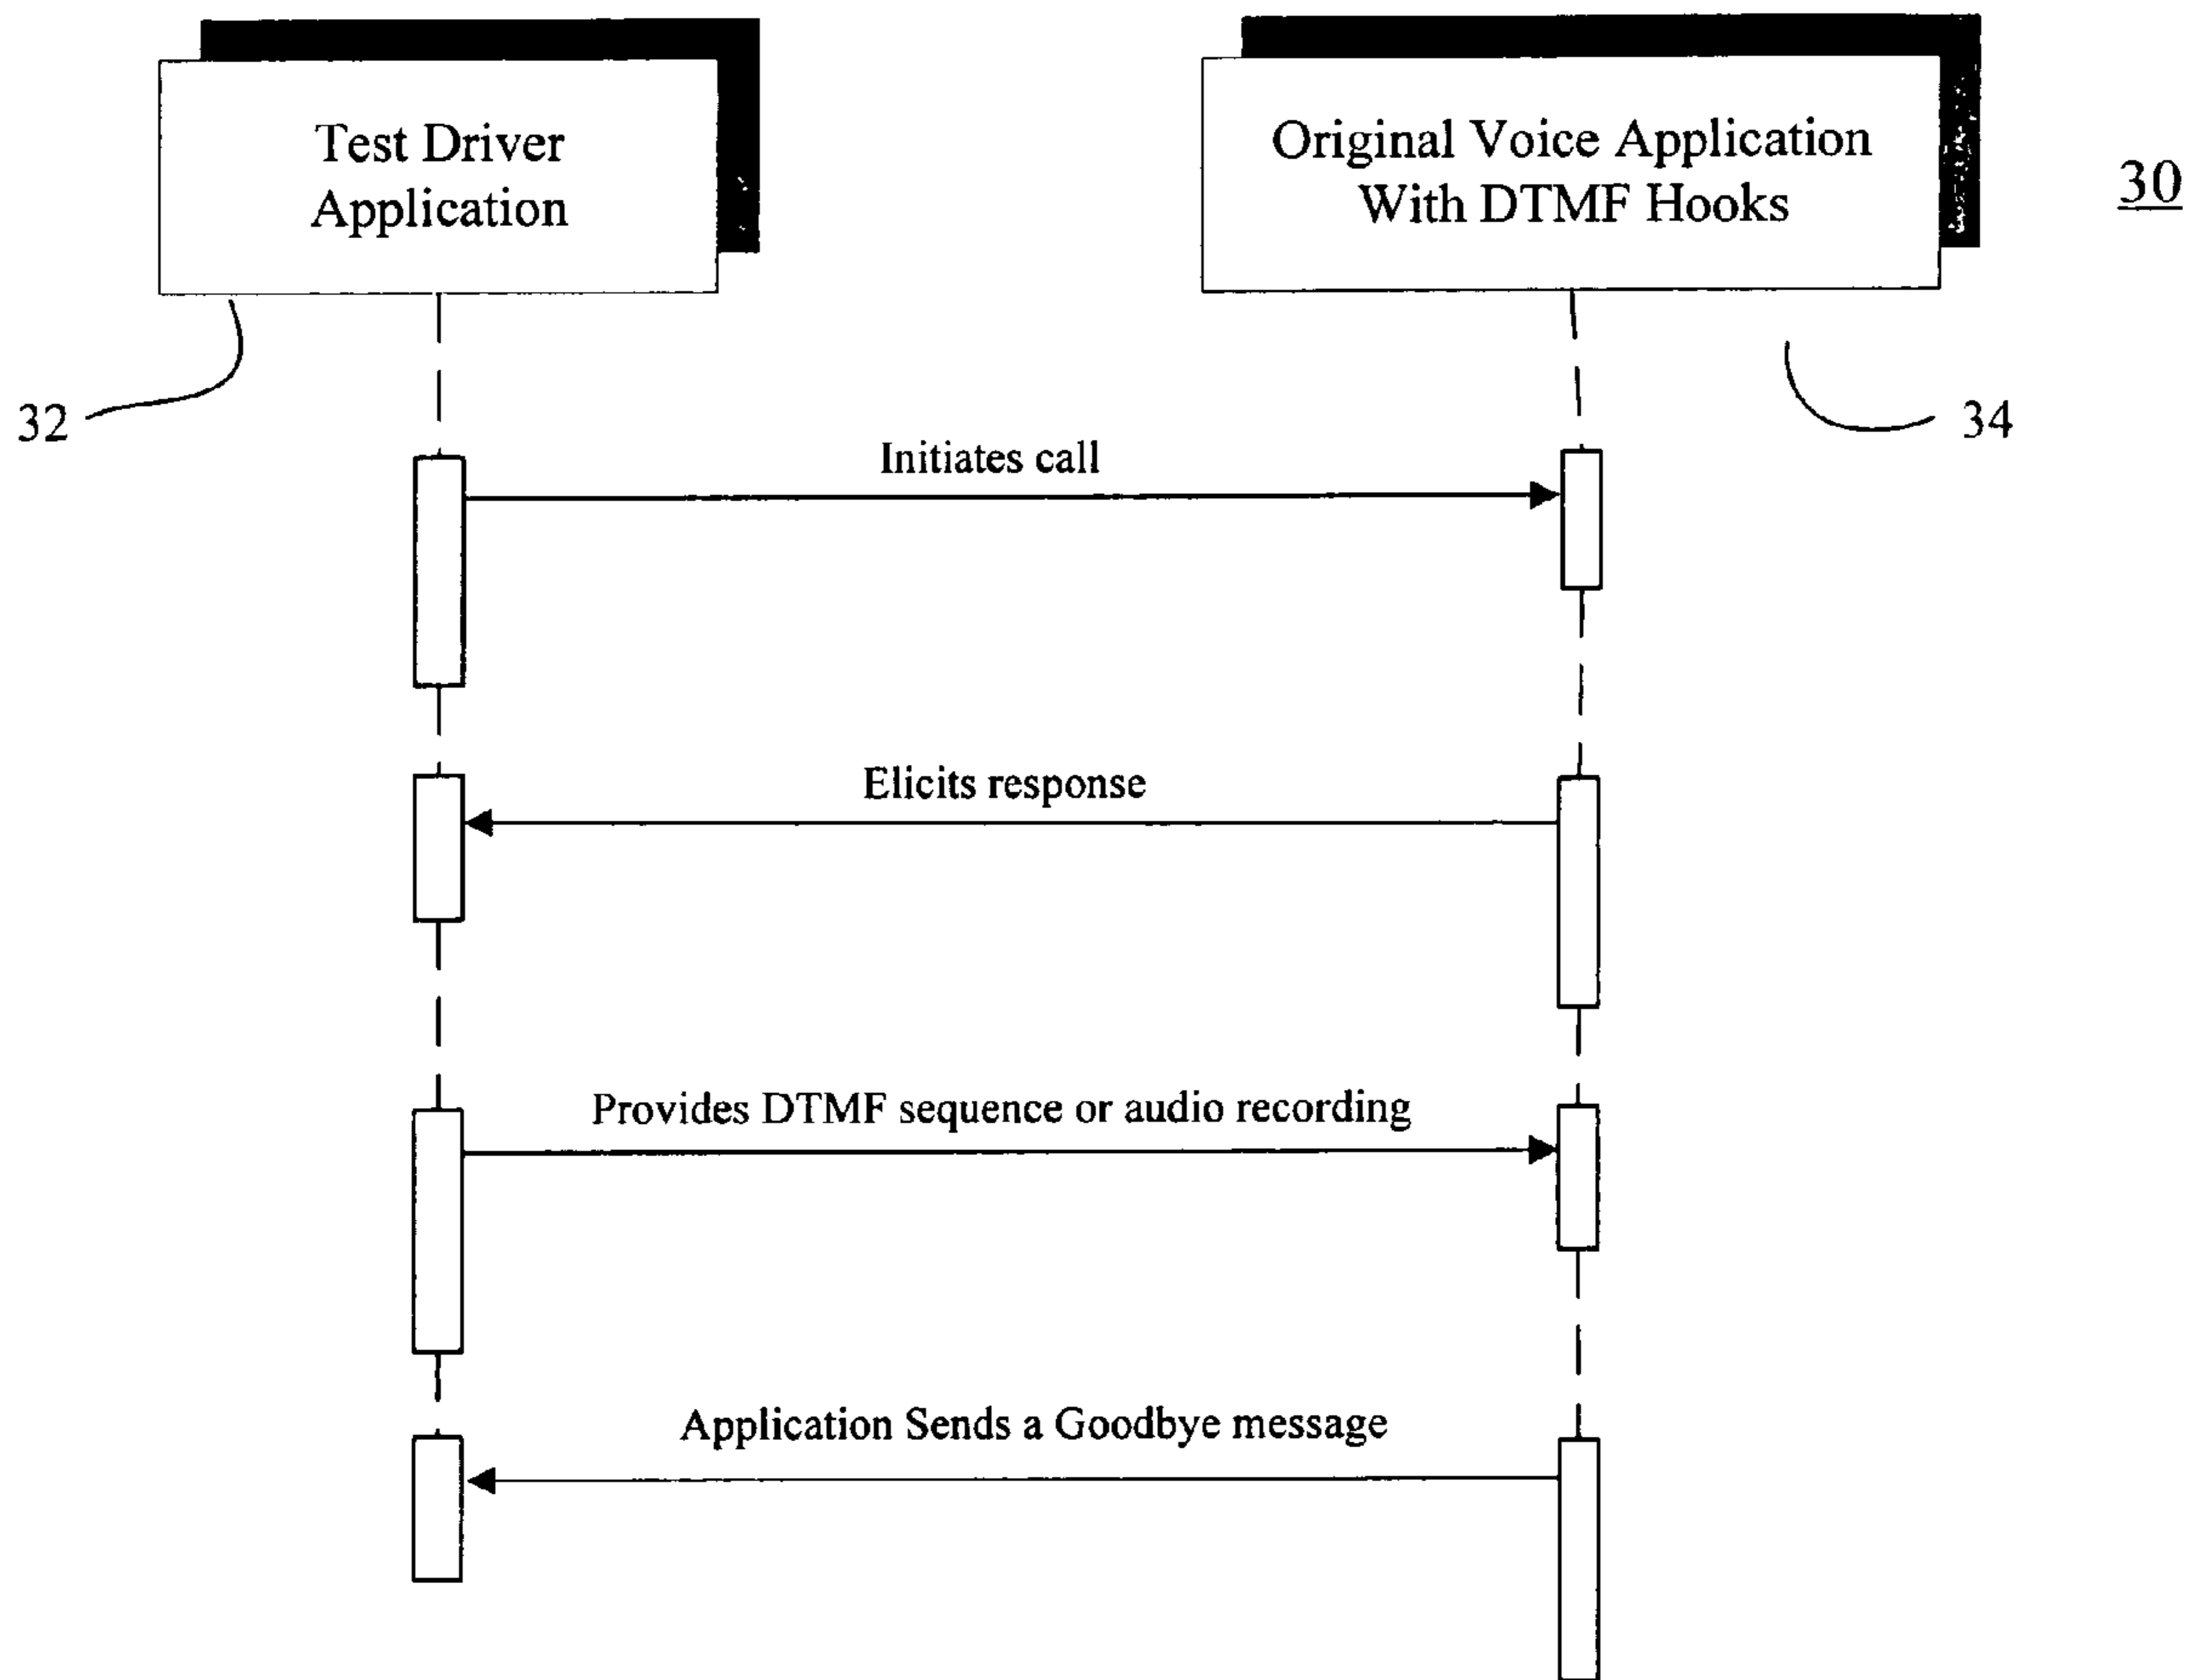 Test Driver
Application
Original Voice Application
With DTMF Hooks
30
32
34
Initiates call
Elicits response
Provides DTMF sequence or audio recording
Application Sends a Goodbye message